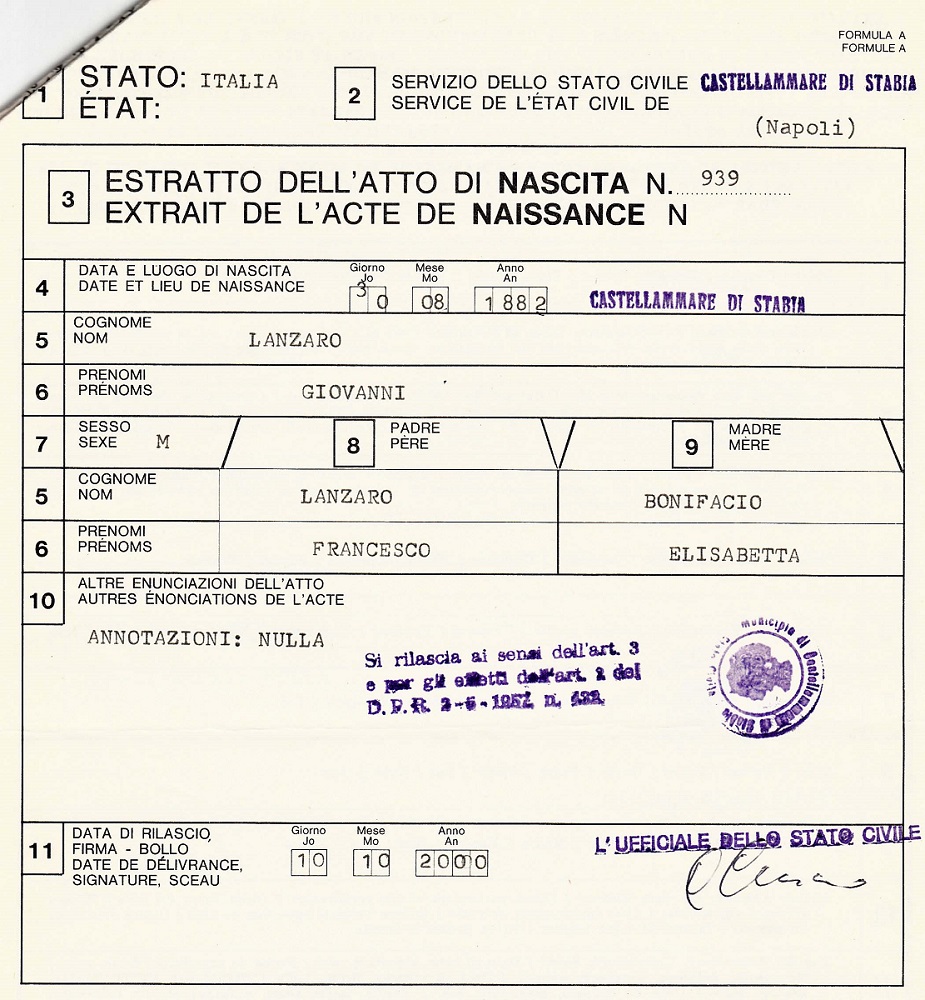 FORMULA A
FORMULE A
1 STATO: ITALIA
ÉTAT:
2 SERVIZIO DELLO STATO CIVILE CASTELLAMMARE DI STABIA
SERVICE DE L'ÉTAT CIVIL DE
(Napoli)
3 ESTRATTO DELL'ATTO DI NASCITA N. 939
EXTRAIT DE L'ACTE DE NAISSANCE N
4 DATA E LUOGO DI NASCITA
DATE ET LIEU DE NAISSANCE
Giorno Mese Anno
Jo Mo An
30 08 1882 CASTELLAMMARE DI STABIA
5 COGNOME
NOM LANZARO
6 PRENOMI
PRÉNOMS GIOVANNI
7 SESSO
SEXE M
8 PADRE
PÈRE
9 MADRE
MÈRE
5 COGNOME
NOM LANZARO BONIFACIO
6 PRENOMI
PRÉNOMS FRANCESCO ELISABETTA
10 ALTRE ENUNCIAZIONI DELL'ATTO
AUTRES ÉNONCIATIONS DE L'ACTE
ANNOTAZIONI: NULLA
Si rilascia ai sensi dell'art. 3
e per gli effetti dell'art. 2 del
D.P.R. 2-5-1957 n. 432.
Municipio di Castellammare di Stabia
11 DATA DI RILASCIO,
FIRMA - BOLLO
DATE DE DÉLIVRANCE,
SIGNATURE, SCEAU
Giorno Mese Anno
Jo Mo An
10 10 2000
L'UFFICIALE DELLO STATO CIVILE